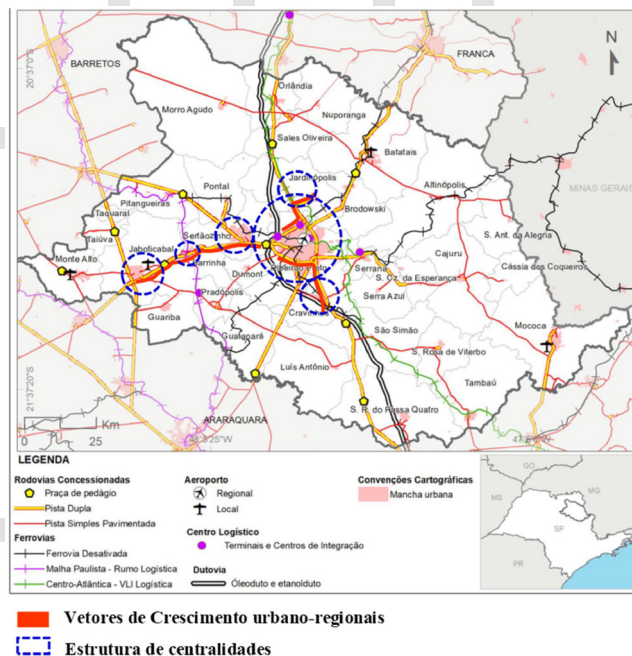 20°37'0"S
BARRETOS
FRANCA
N
Orlândia
Morro Agudo
Nuporanga
Sales Oliveira
Batatais
Jardinópolis
MINAS GERAIS
Pitangueiras
Pontal
Altinópolis
Taquaral
Brodowski
Taiúva
Sertãozinho
S. Ant. da Alegria
Jaboticabal
Cajuru
Monte Alto
Barrinha
Ribeirão Preto
Serrana
Cássia dos Coqueiros
Dumont
S. Cz. da Esperança
Pradópolis
Serra Azul
Guariba
Cravinhos
Mococa
Guatapará
São Simão
S. Rosa de Viterbo
Luís Antônio
Tambaú
21°37'20"S
S. R. do Passa Quatro
ARARAQUARA
Km
0
25
LEGENDA
Rodovias Concessionadas
Praça de pedágio
Pista Dupla
Pista Simples Pavimentada
Ferrovias
Ferrovia Desativada
Malha Paulista - Rumo Logística
Centro-Atlântica - VLI Logística
Aeroporto
Regional
Local
Centro Logístico
Terminais e Centros de Integração
Dutovia
Óleoduto e etanolduto
Convenções Cartográficas
Mancha urbana
GO
MS
MG
SP
PR
Vetores de Crescimento urbano-regionais
Estrutura de centralidades